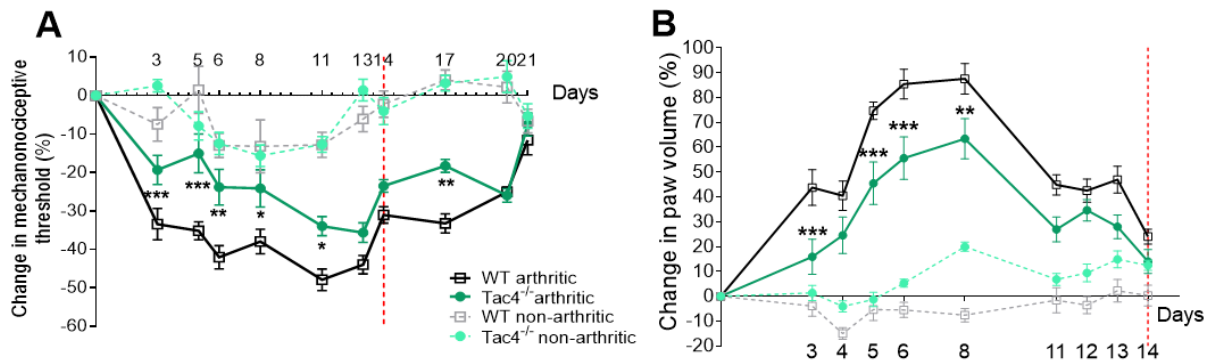 A
Change in mechanonociceptive
threshold (%)
10
0
-10
-20
-30
-40
-50
-60
3 5 6 8 11 13 14 17 20 21
Days
*** *** ** * * **
WT arthritic
Tac4-/- arthritic
WT non-arthritic
Tac4-/- non-arthritic
B
Change in paw volume (%)
100
90
80
70
60
50
40
30
20
10
0
-10
-20
*** *** *** **
Days
3 4 5 6 8 11 12 13 14